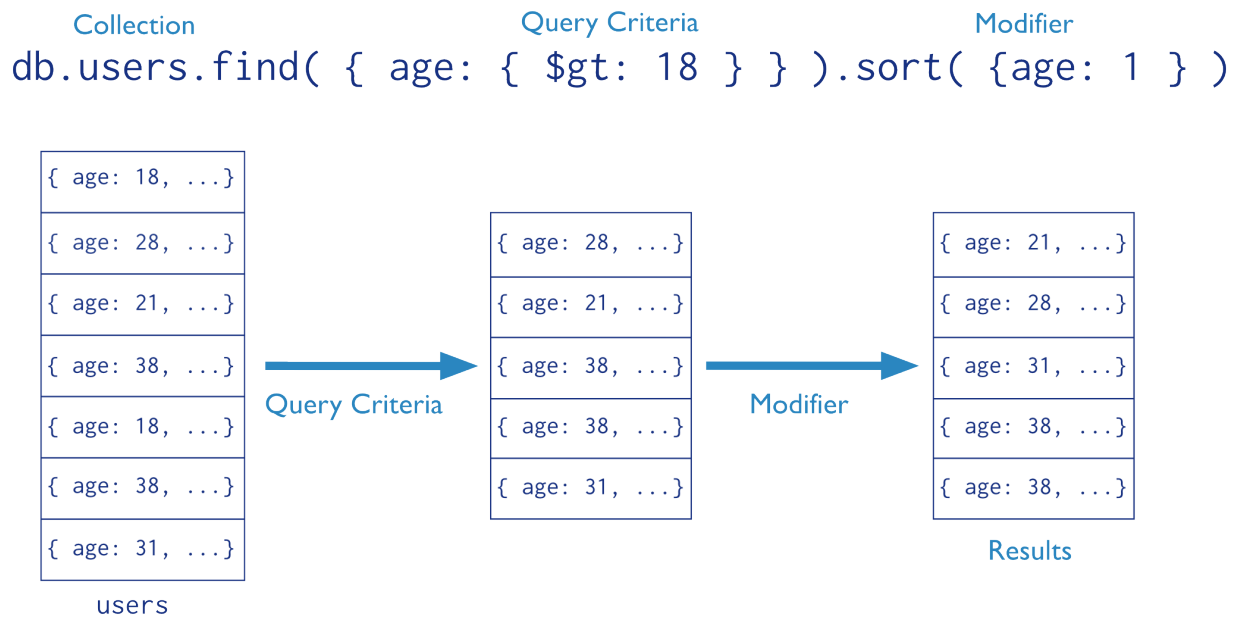 Collection
Query Criteria
Modifier
db.users.find( { age: { $gt: 18 } } ).sort( {age: 1 } )
{ age: 18, ...}
{ age: 28, ...}
{ age: 21, ...}
{ age: 38, ...}
{ age: 18, ...}
{ age: 38, ...}
{ age: 31, ...}
users
Query Criteria
{ age: 28, ...}
{ age: 21, ...}
{ age: 38, ...}
{ age: 38, ...}
{ age: 31, ...}
Modifier
{ age: 21, ...}
{ age: 28, ...}
{ age: 31, ...}
{ age: 38, ...}
{ age: 38, ...}
Results